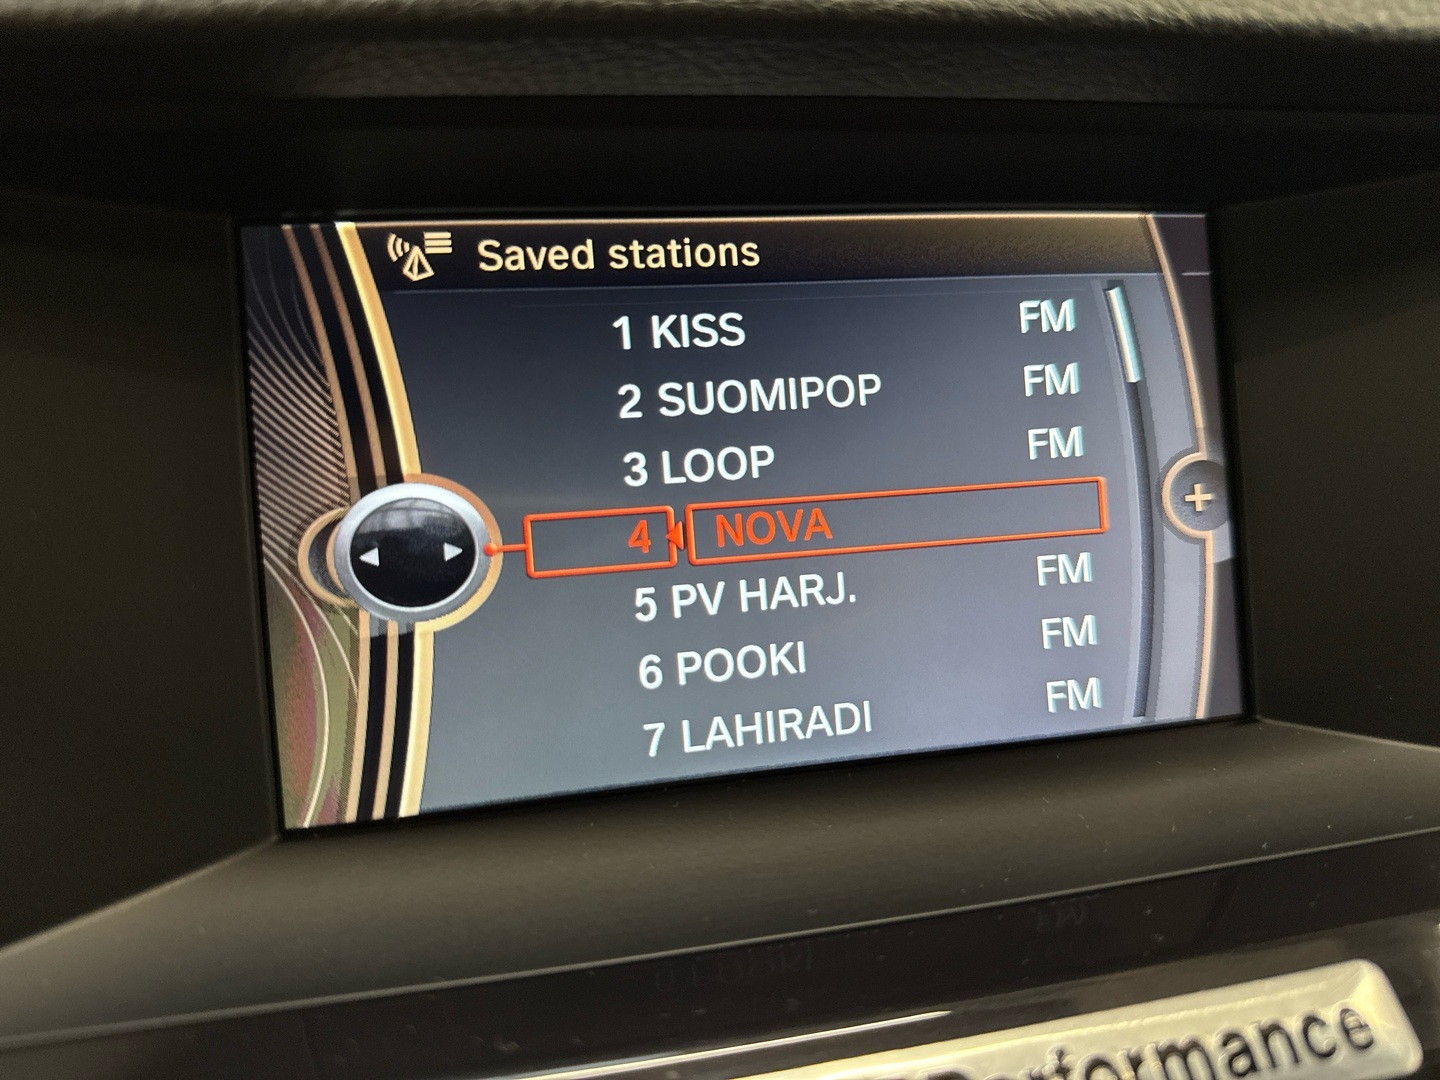 Saved stations
1 KISS FM
2 SUOMIPOP FM
3 LOOP FM
4 NOVA
5 PV HARJ. FM
6 POOKI FM
7 LAHIRADI FM
Performance